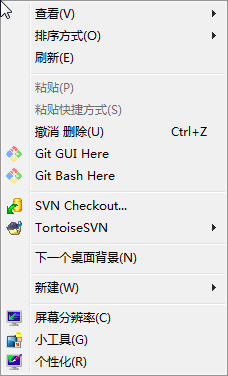 查看(V)
排序方式(O)
刷新(E)
粘贴(P)
粘贴快捷方式(S)
撤消 删除(U) Ctrl+Z
Git GUI Here
Git Bash Here
SVN Checkout...
TortoiseSVN
下一个桌面背景(N)
新建(W)
屏幕分辨率(C)
小工具(G)
个性化(R)